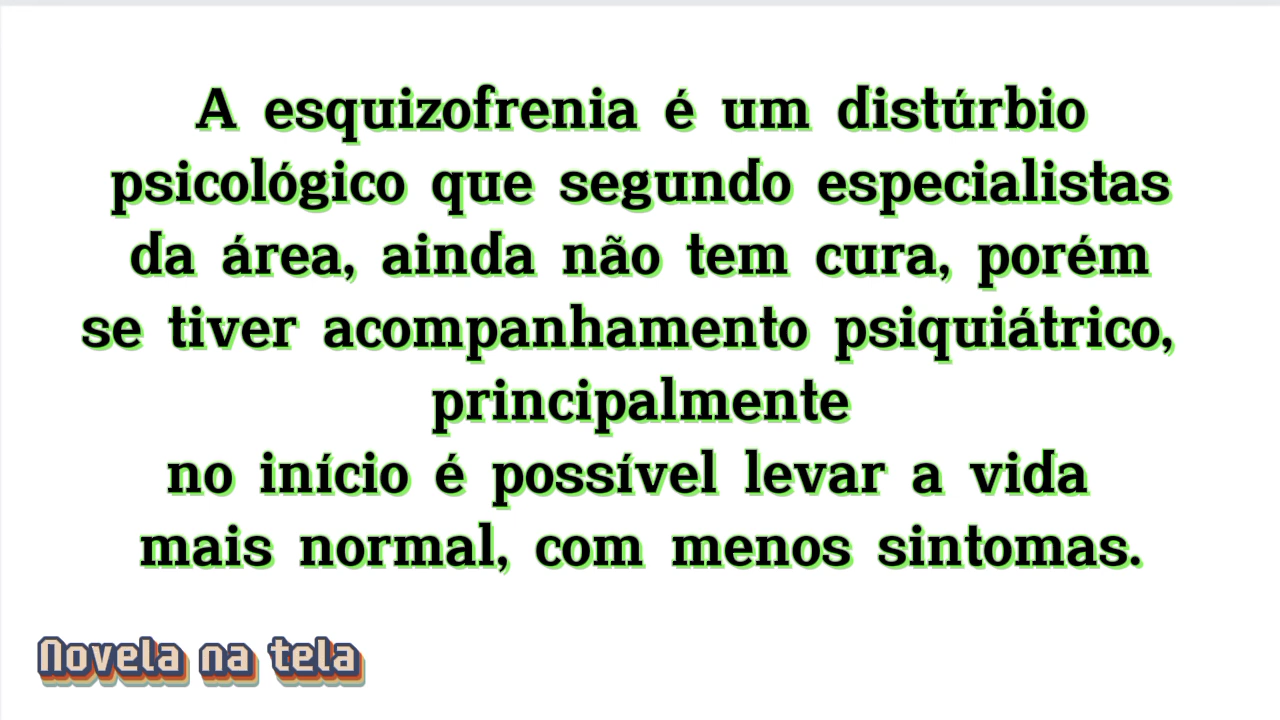 A esquizofrenia é um distúrbio
psicológico que segundo especialistas
da área, ainda não tem cura, porém
se tiver acompanhamento psiquiátrico,
principalmente
no início é possível levar a vida
mais normal, com menos sintomas.
Novela na tela